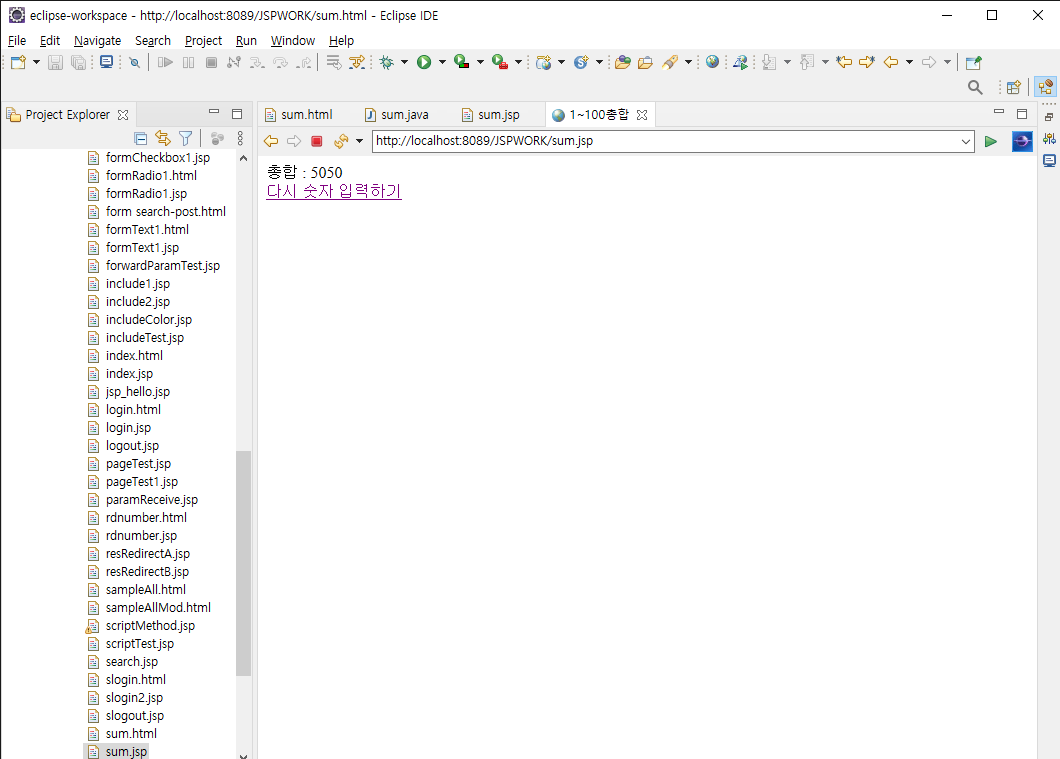 eclipse-workspace - http://localhost:8089/JSPWORK/sum.html - Eclipse IDE
File Edit Navigate Search Project Run Window Help
Project Explorer
sum.html sum.java sum.jsp 1~100총합
http://localhost:8089/JSPWORK/sum.jsp
총합 : 5050
다시 숫자 입력하기
formCheckbox1.jsp
formRadio1.html
formRadio1.jsp
form search-post.html
formText1.html
formText1.jsp
forwardParamTest.jsp
include1.jsp
include2.jsp
includeColor.jsp
includeTest.jsp
index.html
index.jsp
jsp_hello.jsp
login.html
login.jsp
logout.jsp
pageTest.jsp
pageTest1.jsp
paramReceive.jsp
rdnumber.html
rdnumber.jsp
resRedirectA.jsp
resRedirectB.jsp
sampleAll.html
sampleAllMod.html
scriptMethod.jsp
scriptTest.jsp
search.jsp
slogin.html
slogin2.jsp
slogout.jsp
sum.html
sum.jsp